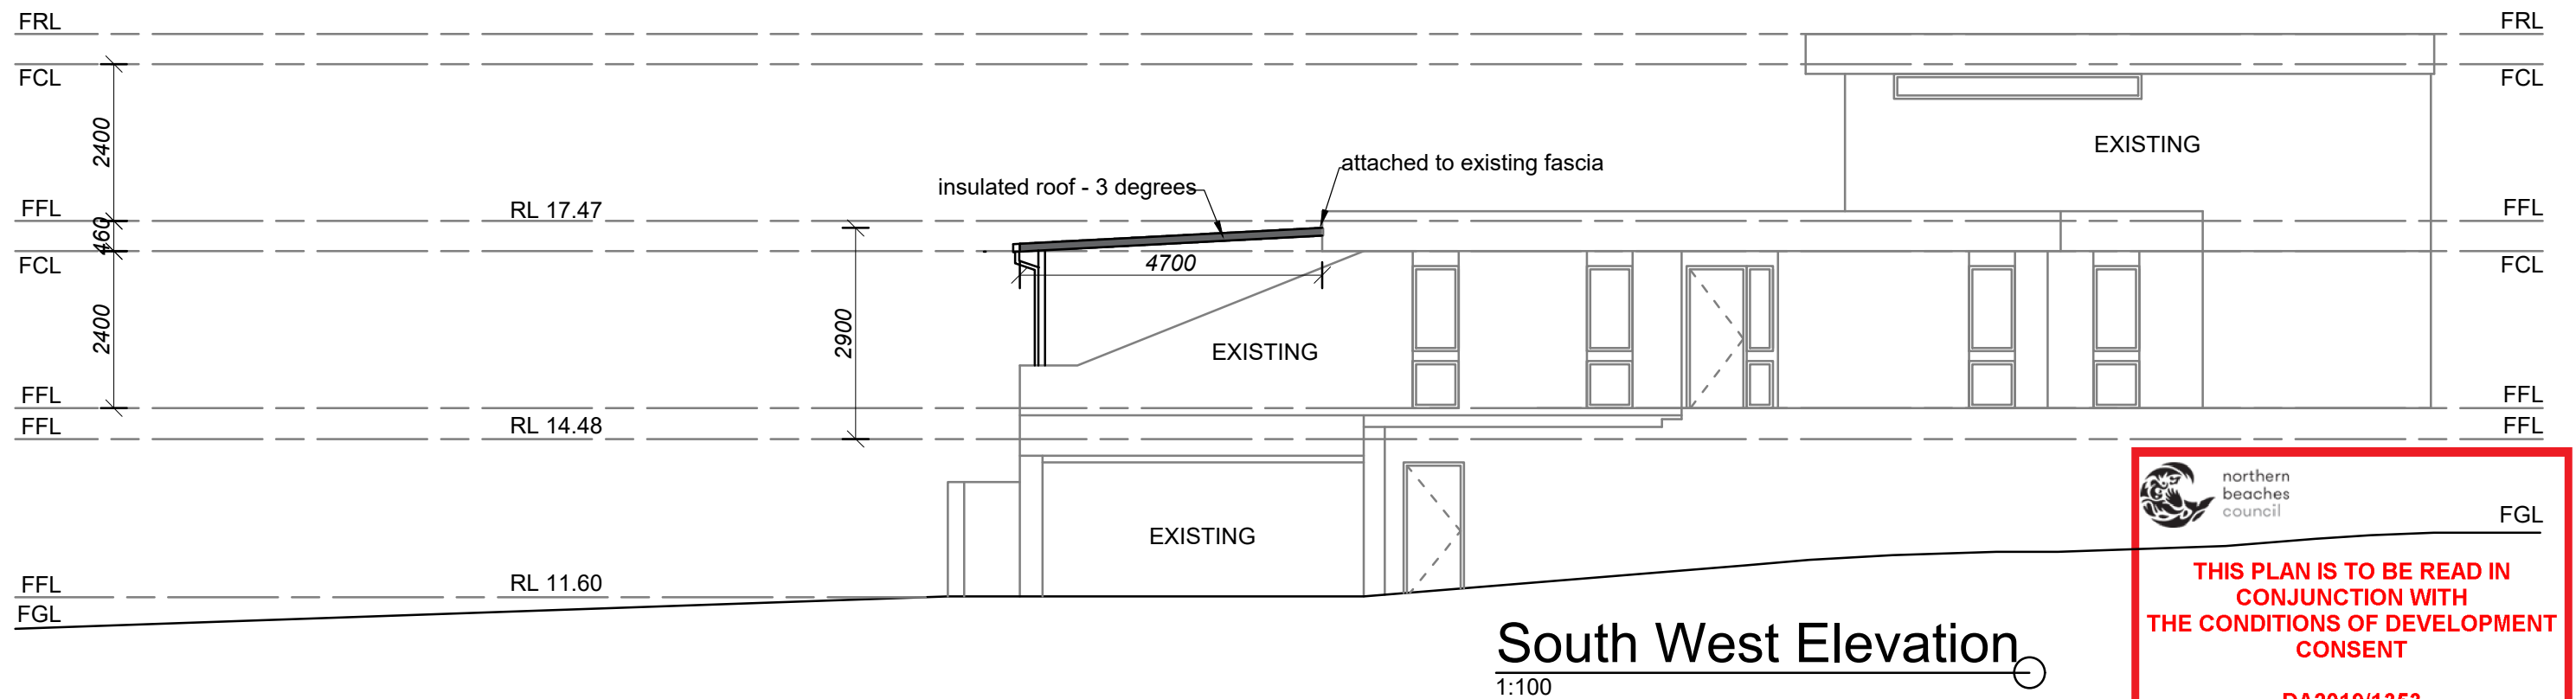 FRL
FRL
FCL
FCL
2400
EXISTING
attached to existing fascia
insulated roof - 3 degrees
FFL
RL 17.47
FFL
460
FCL
4700
FCL
2400
2900
EXISTING
FFL
FFL
FFL
RL 14.48
FFL
northern
beaches
council
FGL
EXISTING
FFL
RL 11.60
FGL
THIS PLAN IS TO BE READ IN
CONJUNCTION WITH
THE CONDITIONS OF DEVELOPMENT
CONSENT
South West Elevation
1:100
DA2019/1353